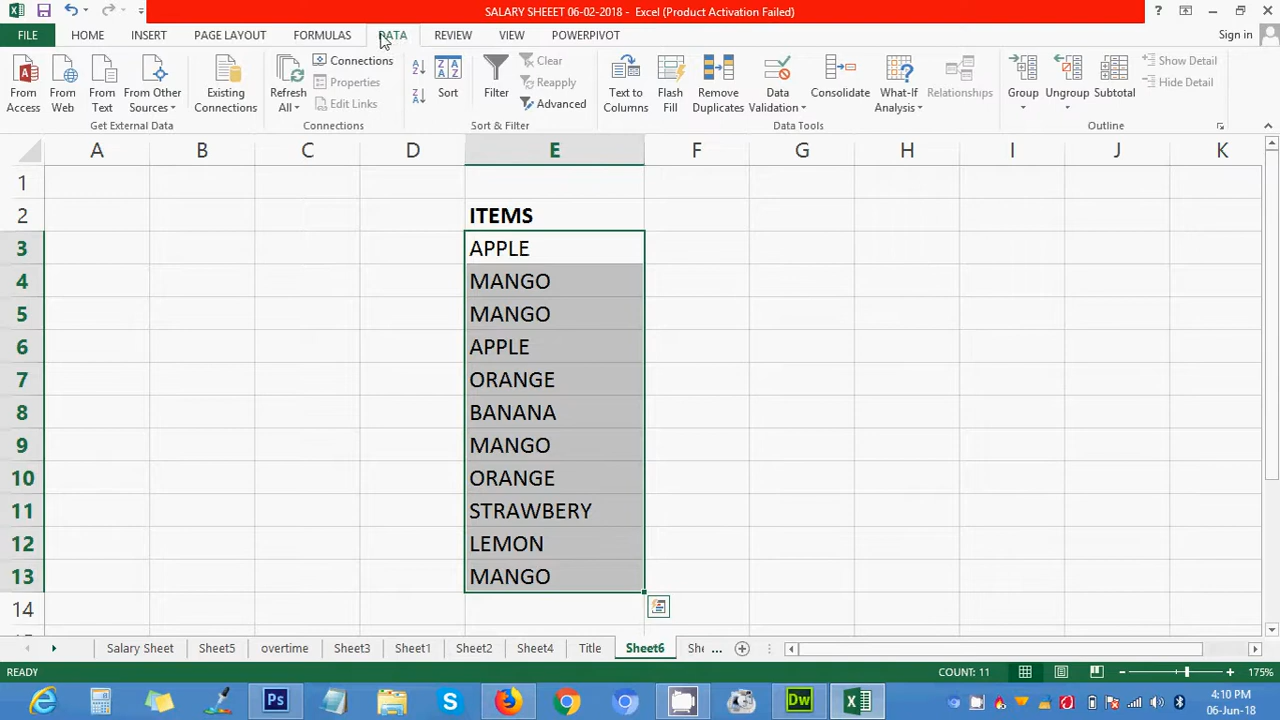 SALARY SHEEET 06-02-2018 - Excel (Product Activation Failed)
FILE HOME INSERT PAGE LAYOUT FORMULAS DATA REVIEW VIEW POWERPIVOT Sign in
From Access
From Web
From Text
From Other Sources
Existing Connections
Get External Data
Refresh All
Connections
Properties
Edit Links
Connections
Sort
Filter
Clear
Reapply
Advanced
Sort & Filter
Text to Columns
Flash Fill
Remove Duplicates
Data Validation
Consolidate
What-If Analysis
Relationships
Data Tools
Group
Ungroup
Subtotal
Show Detail
Hide Detail
Outline
A B C D E F G H I J K
1
2 ITEMS
3 APPLE
4 MANGO
5 MANGO
6 APPLE
7 ORANGE
8 BANANA
9 MANGO
10 ORANGE
11 STRAWBERY
12 LEMON
13 MANGO
14
Salary Sheet Sheet5 overtime Sheet3 Sheet1 Sheet2 Sheet4 Title Sheet6 She ...
READY COUNT: 11 175%
4:10 PM
06-Jun-18